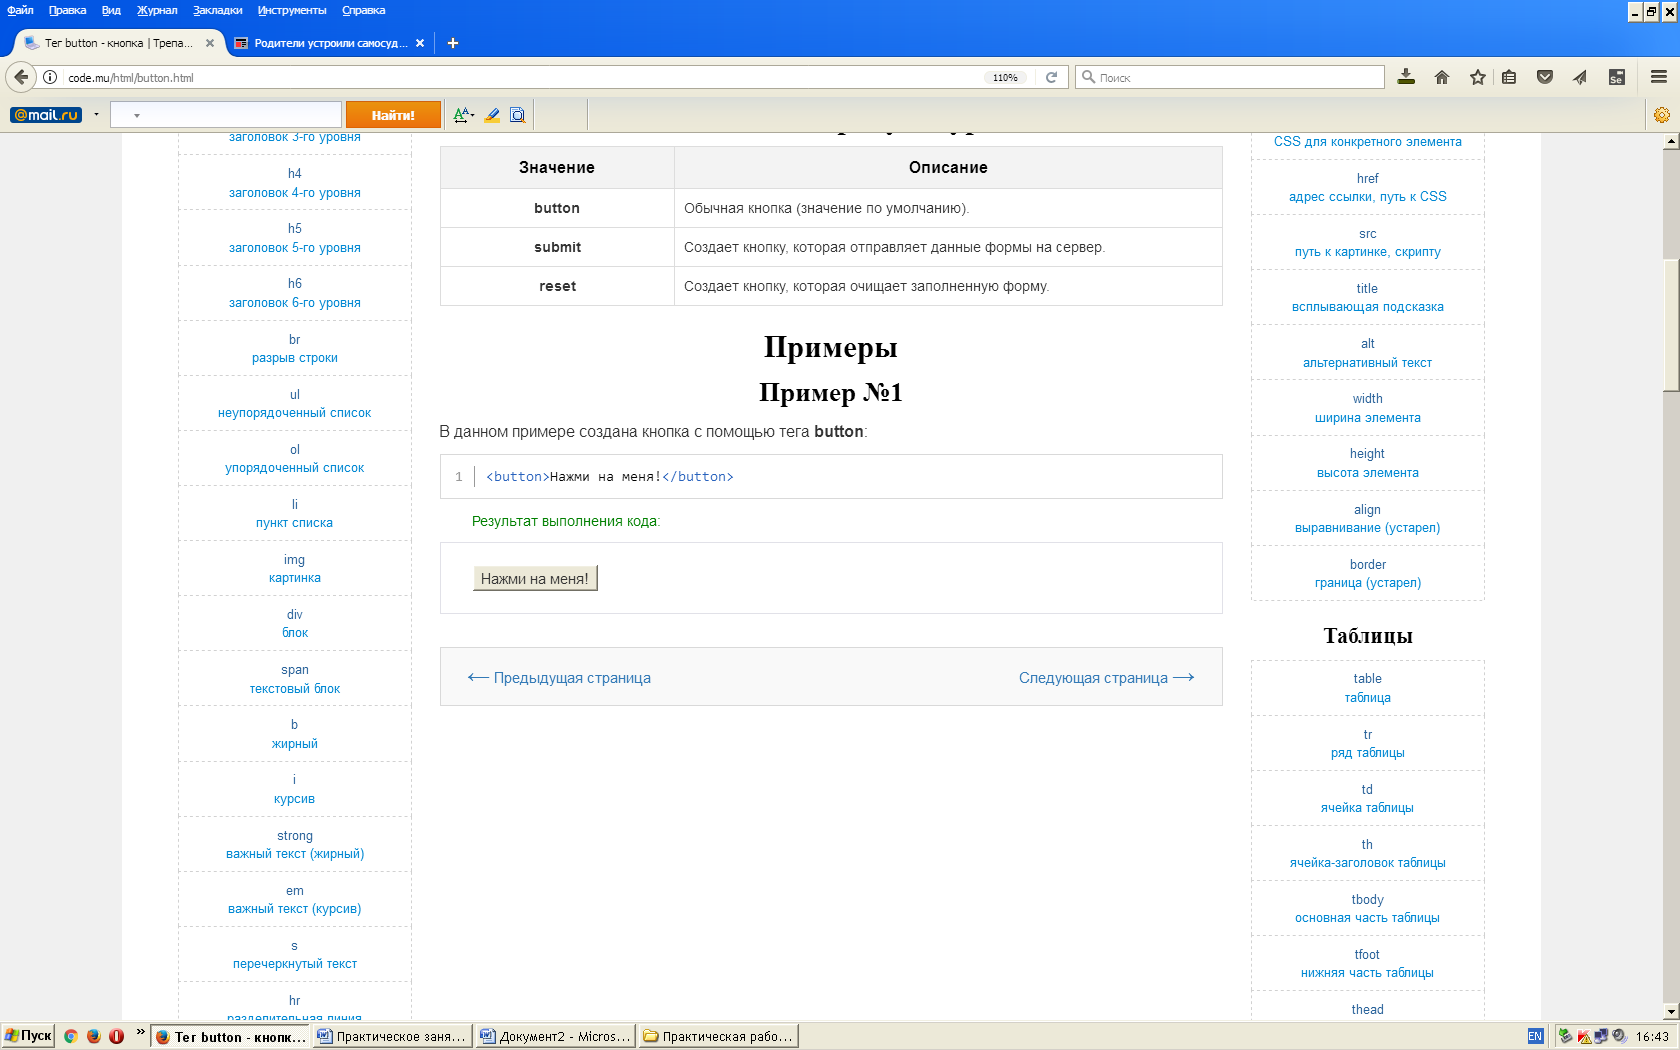 Файл Правка Вид Журнал Закладки Инструменты Справка
Тег button - кнопка | Трепа...
Родители устроили самосуд...
code.mu/html/button.html
110%
Поиск
@mail.ru
Найти!
заголовок 3-го уровня
h4
заголовок 4-го уровня
h5
заголовок 5-го уровня
h6
заголовок 6-го уровня
br
разрыв строки
ul
неупорядоченный список
ol
упорядоченный список
li
пункт списка
img
картинка
div
блок
span
текстовый блок
b
жирный
i
курсив
strong
важный текст (жирный)
em
важный текст (курсив)
s
перечеркнутый текст
hr
разделительная линия
Значение Описание
button Обычная кнопка (значение по умолчанию).
submit Создает кнопку, которая отправляет данные формы на сервер.
reset Создает кнопку, которая очищает заполненную форму.
Примеры
Пример №1
В данном примере создана кнопка с помощью тега button:
1 <button>Нажми на меня!</button>
Результат выполнения кода:
Нажми на меня!
⟵ Предыдущая страница
Следующая страница ⟶
CSS для конкретного элемента
href
адрес ссылки, путь к CSS
src
путь к картинке, скрипту
title
всплывающая подсказка
alt
альтернативный текст
width
ширина элемента
height
высота элемента
align
выравнивание (устарел)
border
граница (устарел)
Таблицы
table
таблица
tr
ряд таблицы
td
ячейка таблицы
th
ячейка-заголовок таблицы
tbody
основная часть таблицы
tfoot
нижняя часть таблицы
thead
Пуск
»
Тег button - кнопк...
Практическое заня...
Документ2 - Micros...
Практическая рабо...
EN
16:43